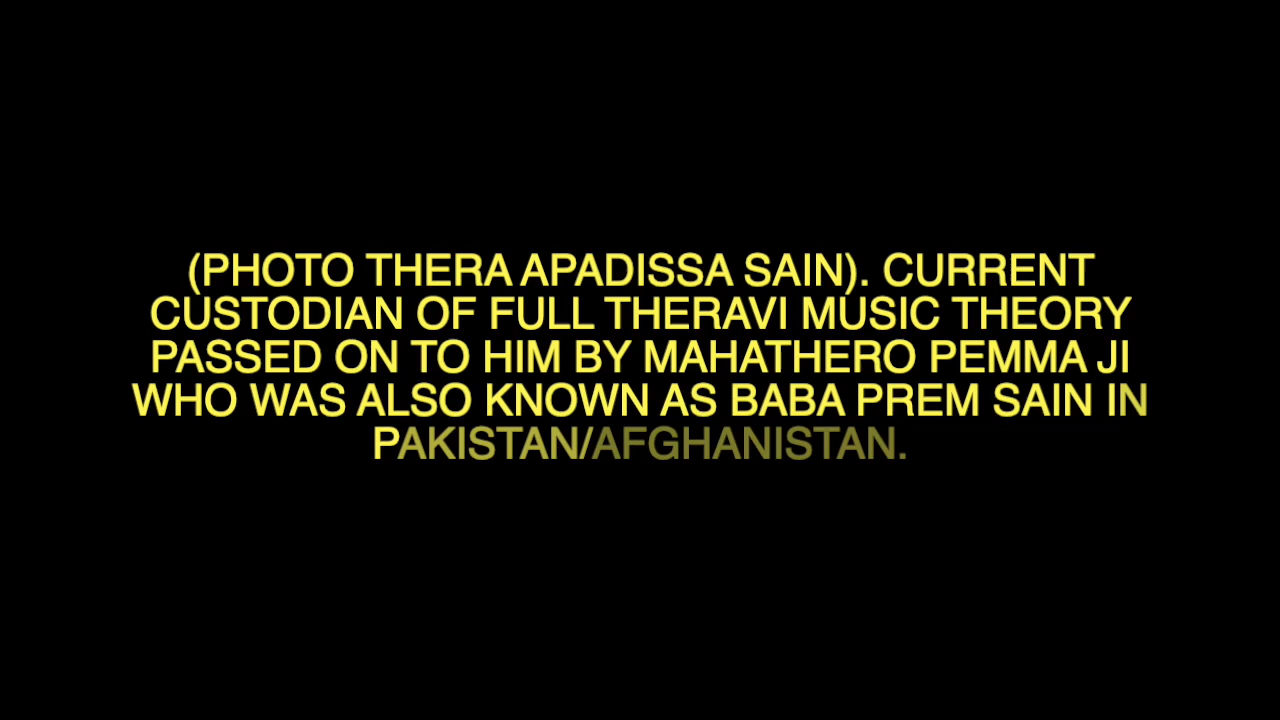 (PHOTO THERA APADISSA SAIN). CURRENT
CUSTODIAN OF FULL THERAVI MUSIC THEORY
PASSED ON TO HIM BY MAHATHERO PEMMA JI
WHO WAS ALSO KNOWN AS BABA PREM SAIN IN
PAKISTAN/AFGHANISTAN.